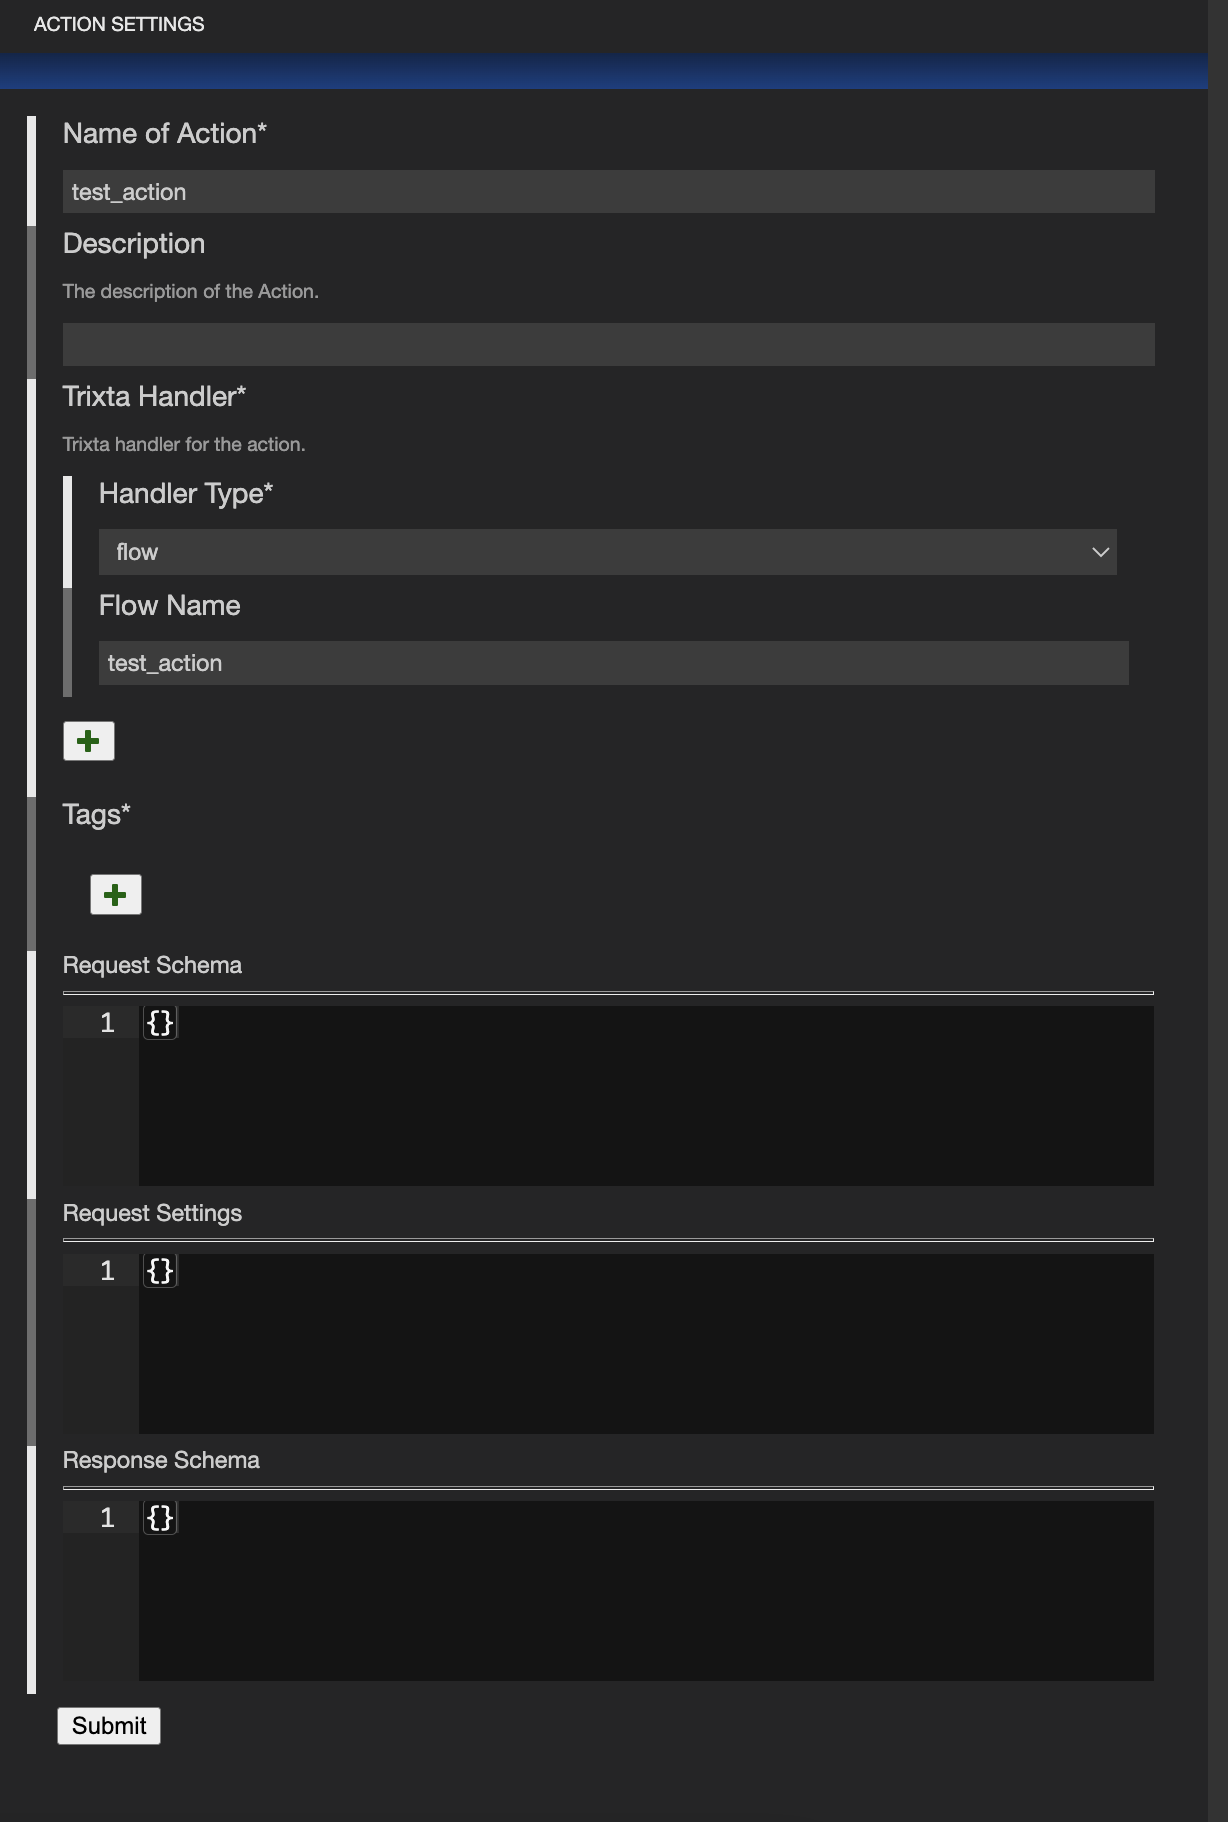 ACTION SETTINGS
Name of Action*
test_action
Description
The description of the Action.
Trixta Handler*
Trixta handler for the action.
Handler Type*
flow
Flow Name
test_action
Tags*
Request Schema
1 {}
Request Settings
1 {}
Response Schema
1 {}
Submit